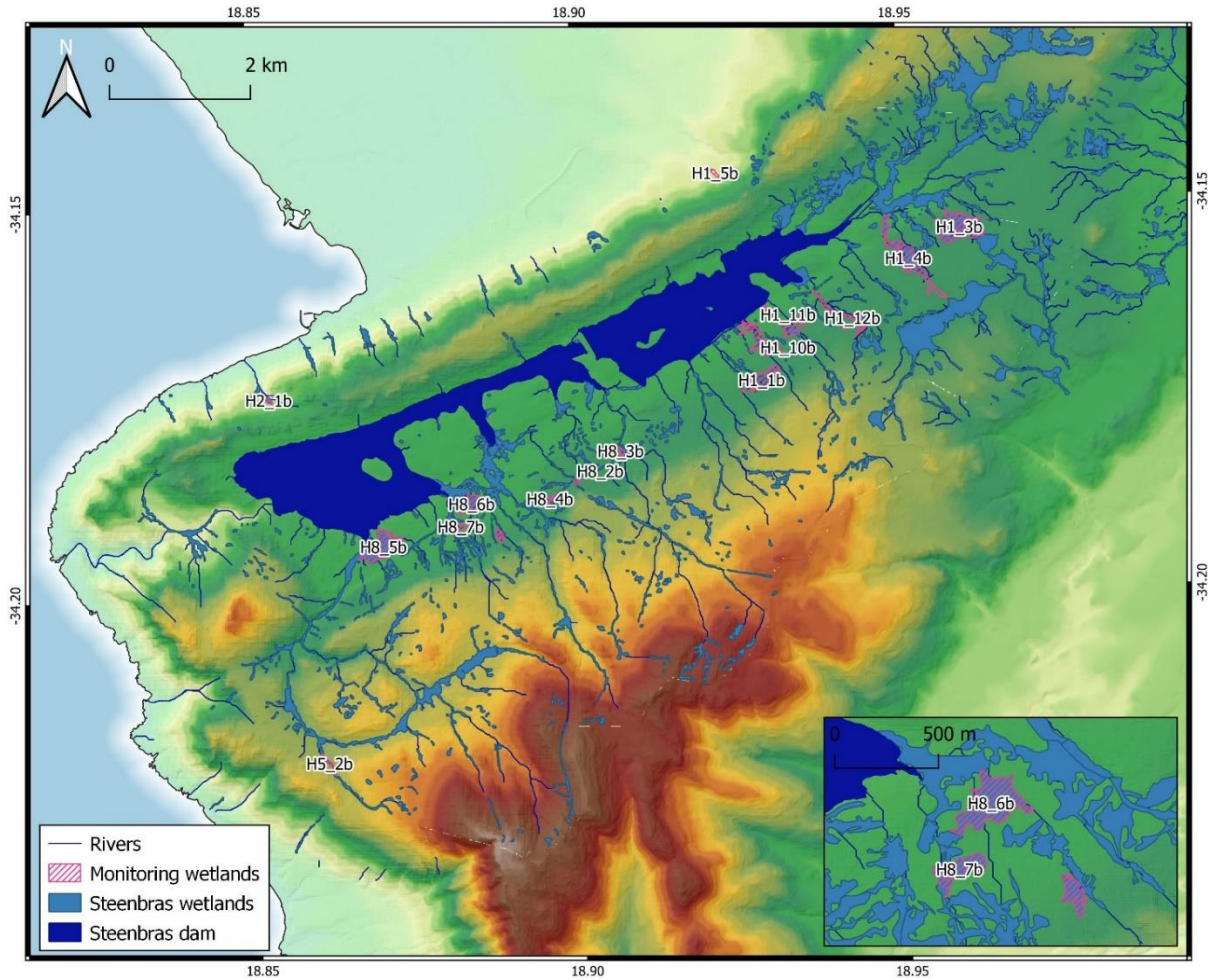 18.85 18.90 18.95
N
0 2 km
H1_5b
-34.15 -34.15
H1_3b
H1_4b
H1_11b
H1_12b
H1_10b
H1_1b
H2_1b
H8_3b
H8_2b
H8_4b
H8_6b
H8_7b
H8_5b
-34.20 -34.20
H5_2b
0 500 m
H8_6b
H8_7b
Rivers
Monitoring wetlands
Steenbras wetlands
Steenbras dam
18.85 18.90 18.95